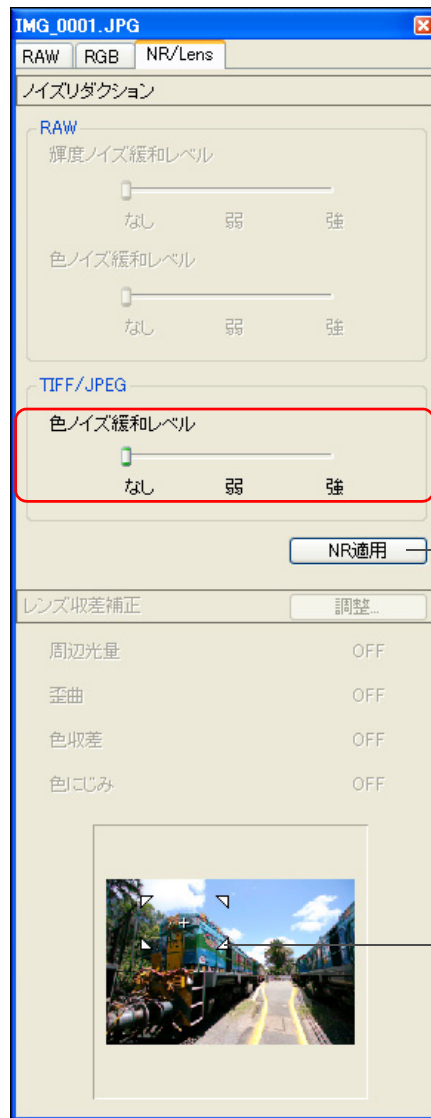 IMG_0001.JPG
RAW RGB NR/Lens
ノイズリダクション
RAW
輝度ノイズ緩和レベル
なし 弱 強
色ノイズ緩和レベル
なし 弱 強
TIFF/JPEG
色ノイズ緩和レベル
なし 弱 強
NR適用
レンズ収差補正 調整...
周辺光量 OFF
歪曲 OFF
色収差 OFF
色にじみ OFF